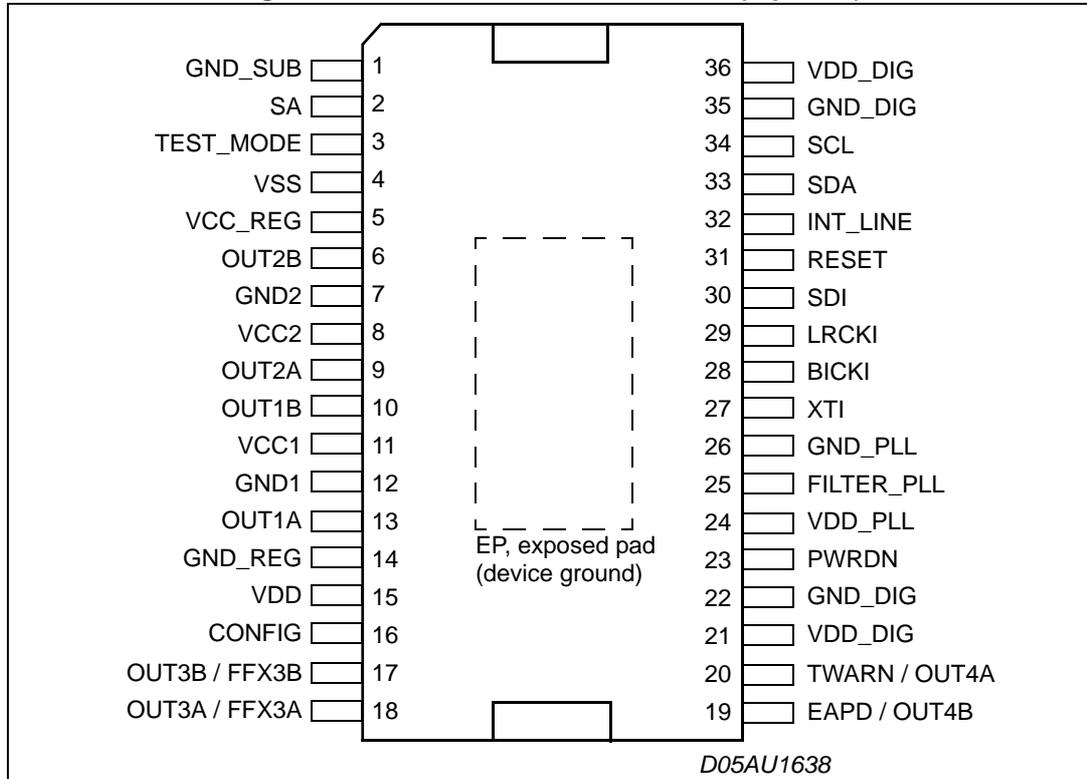 GND_SUB 1
SA 2
TEST_MODE 3
VSS 4
VCC_REG 5
OUT2B 6
GND2 7
VCC2 8
OUT2A 9
OUT1B 10
VCC1 11
GND1 12
OUT1A 13
GND_REG 14
VDD 15
CONFIG 16
OUT3B / FFX3B 17
OUT3A / FFX3A 18
36 VDD_DIG
35 GND_DIG
34 SCL
33 SDA
32 INT_LINE
31 RESET
30 SDI
29 LRCKI
28 BICKI
27 XTI
26 GND_PLL
25 FILTER_PLL
24 VDD_PLL
23 PWRDN
22 GND_DIG
21 VDD_DIG
20 TWARN / OUT4A
19 EAPD / OUT4B
EP, exposed pad
(device ground)
D05AU1638